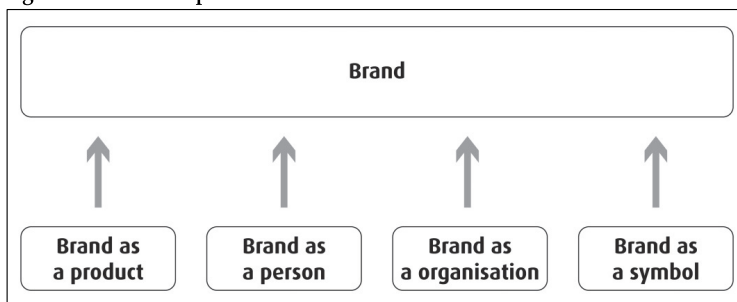 Brand
Brand as
a product
Brand as
a person
Brand as
a organisation
Brand as
a symbol